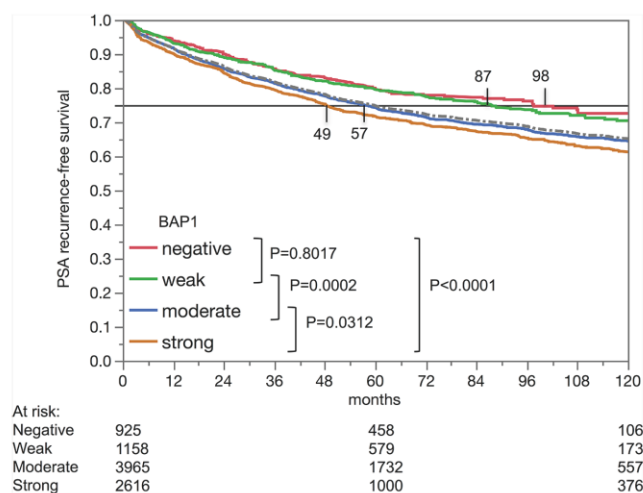 1.0
0.9
0.8
0.7
0.6
0.5
0.4
0.3
0.2
0.1
0.0
PSA recurrence-free survival
87 98
49 57
BAP1
negative
weak
moderate
strong
P=0.8017
P=0.0002
P=0.0312
P<0.0001
0 12 24 36 48 60 72 84 96 108 120
months
At risk:
Negative 925 458 106
Weak 1158 579 173
Moderate 3965 1732 557
Strong 2616 1000 376